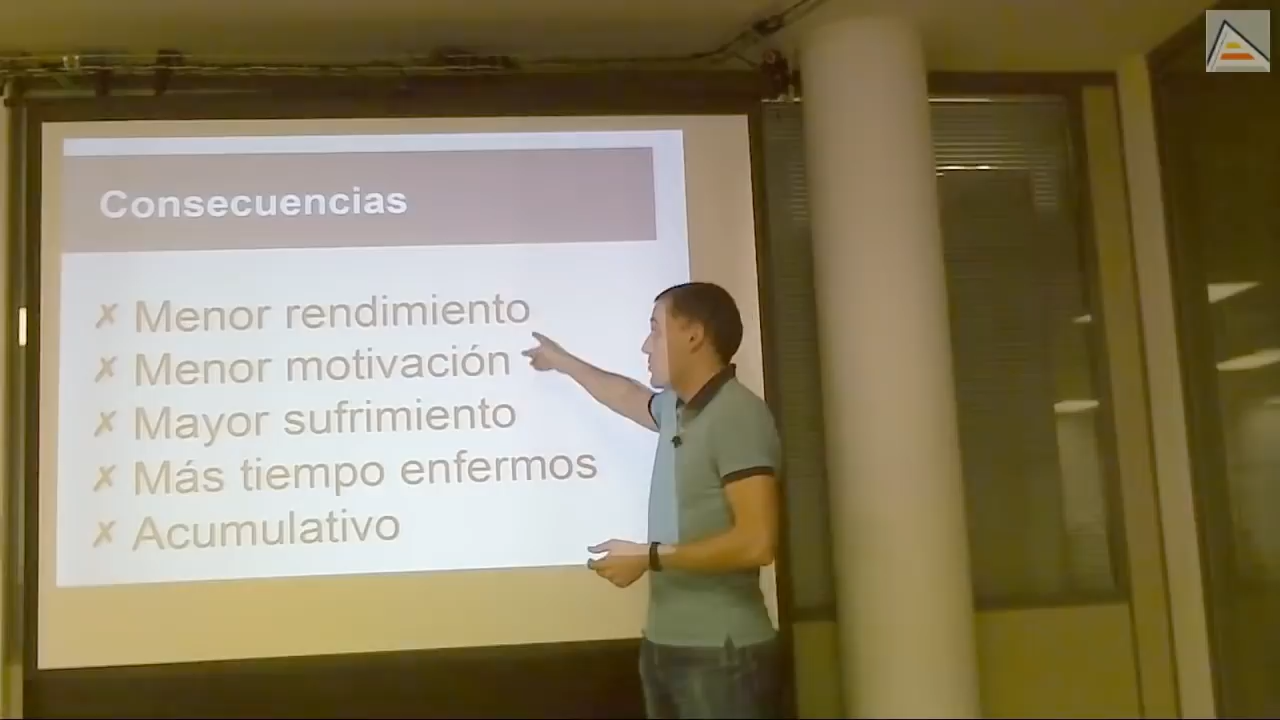 Consecuencias
✗ Menor rendimiento
✗ Menor motivación
✗ Mayor sufrimiento
✗ Más tiempo enfermos
✗ Acumulativo